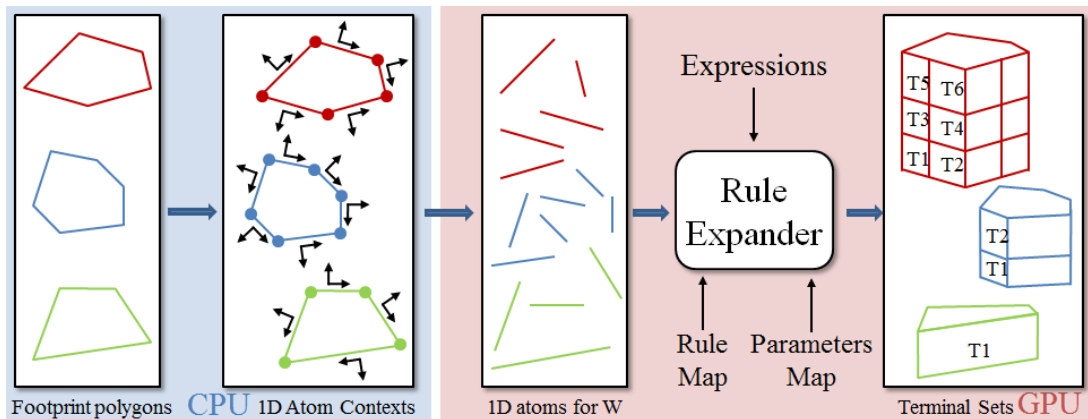 Expressions
Rule
Expander
Rule
Map
Parameters
Map
T5
T6
T3
T4
T1
T2
T2
T1
T1
Footprint polygons
CPU
1D Atom Contexts
1D atoms for W
Terminal Sets
GPU